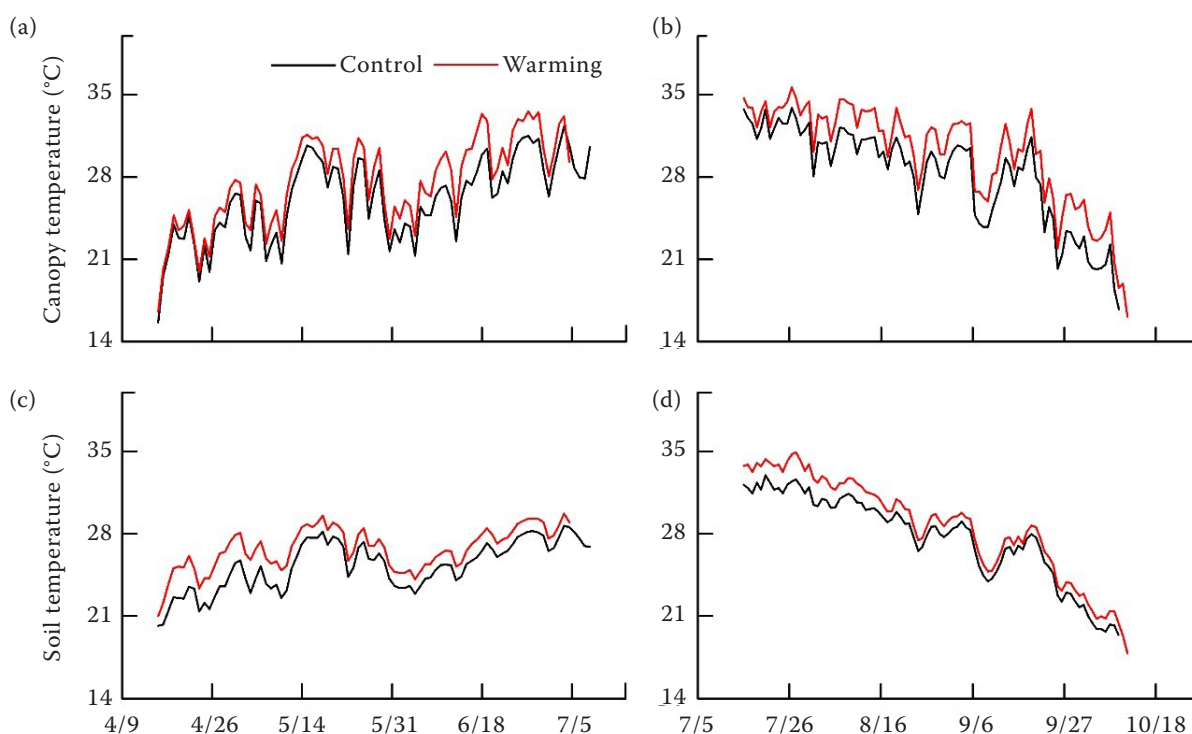 (a)
(b)
Control
Warming
Canopy temperature (°C)
35
28
21
14
35
28
21
14
(c)
(d)
Soil temperature (°C)
35
28
21
14
35
28
21
14
4/9 4/26 5/14 5/31 6/18 7/5
7/5 7/26 8/16 9/6 9/27 10/18